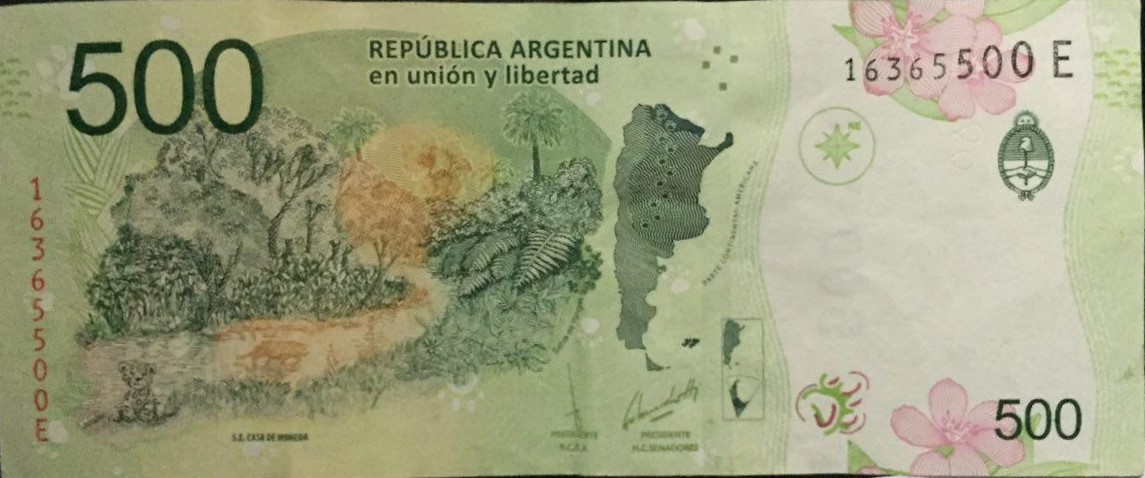 500
REPÚBLICA ARGENTINA
en unión y libertad
16365500 E
16365500E
PARTE CONTINENTAL AMERICANA
S.E. CASA DE MONEDA
PRESIDENTE
B.C.R.A.
PRESIDENTE
H.C.SENADORES
500